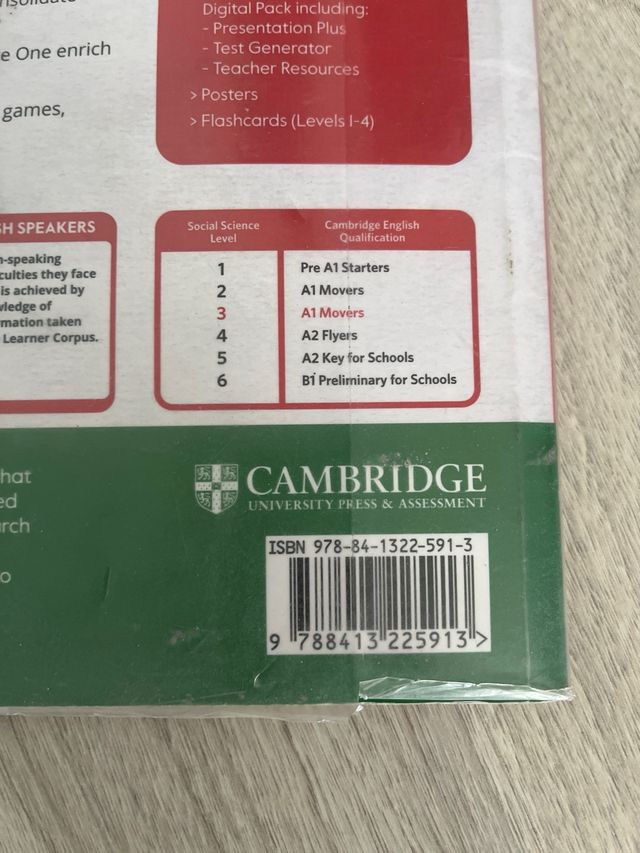 e One enrich
games,
Digital Pack including:
- Presentation Plus
- Test Generator
- Teacher Resources
> Posters
> Flashcards (Levels 1-4)
SH SPEAKERS
-speaking
culties they face
is achieved by
wledge of
rmation taken
Learner Corpus.
Social Science Level
Cambridge English Qualification
1 Pre A1 Starters
2 A1 Movers
3 A1 Movers
4 A2 Flyers
5 A2 Key for Schools
6 B1 Preliminary for Schools
hat
ed
rch
o
CAMBRIDGE
UNIVERSITY PRESS & ASSESSMENT
ISBN 978-84-1322-591-3
9 788413 225913 >